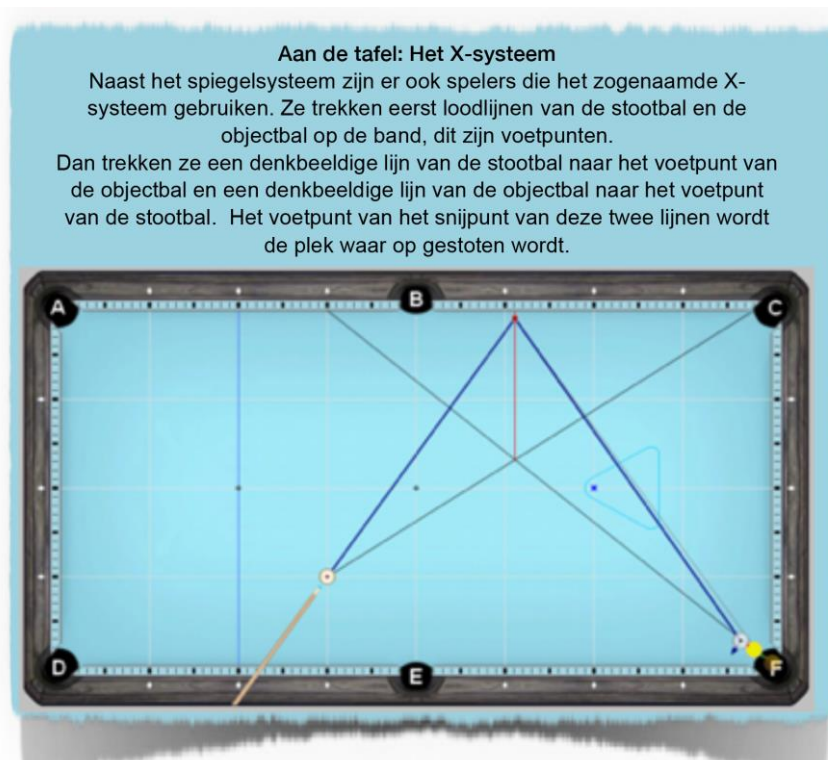 Aan de tafel: Het X-systeem
Naast het spiegelsysteem zijn er ook spelers die het zogenaamde X-
systeem gebruiken. Ze trekken eerst loodlijnen van de stootbal en de
objectbal op de band, dit zijn voetpunten.
Dan trekken ze een denkbeeldige lijn van de stootbal naar het voetpunt van
de objectbal en een denkbeeldige lijn van de objectbal naar het voetpunt
van de stootbal. Het voetpunt van het snijpunt van deze twee lijnen wordt
de plek waar op gestoten wordt.
A B C
D E F